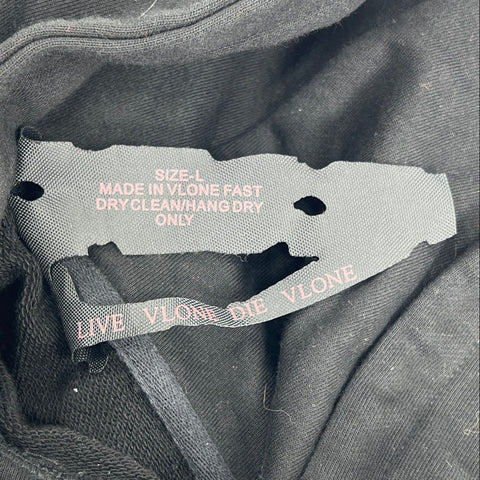 SIZE-L
MADE IN VLONE FAST
DRY CLEAN/HANG DRY
ONLY
LIVE VLONE DIE VLONE